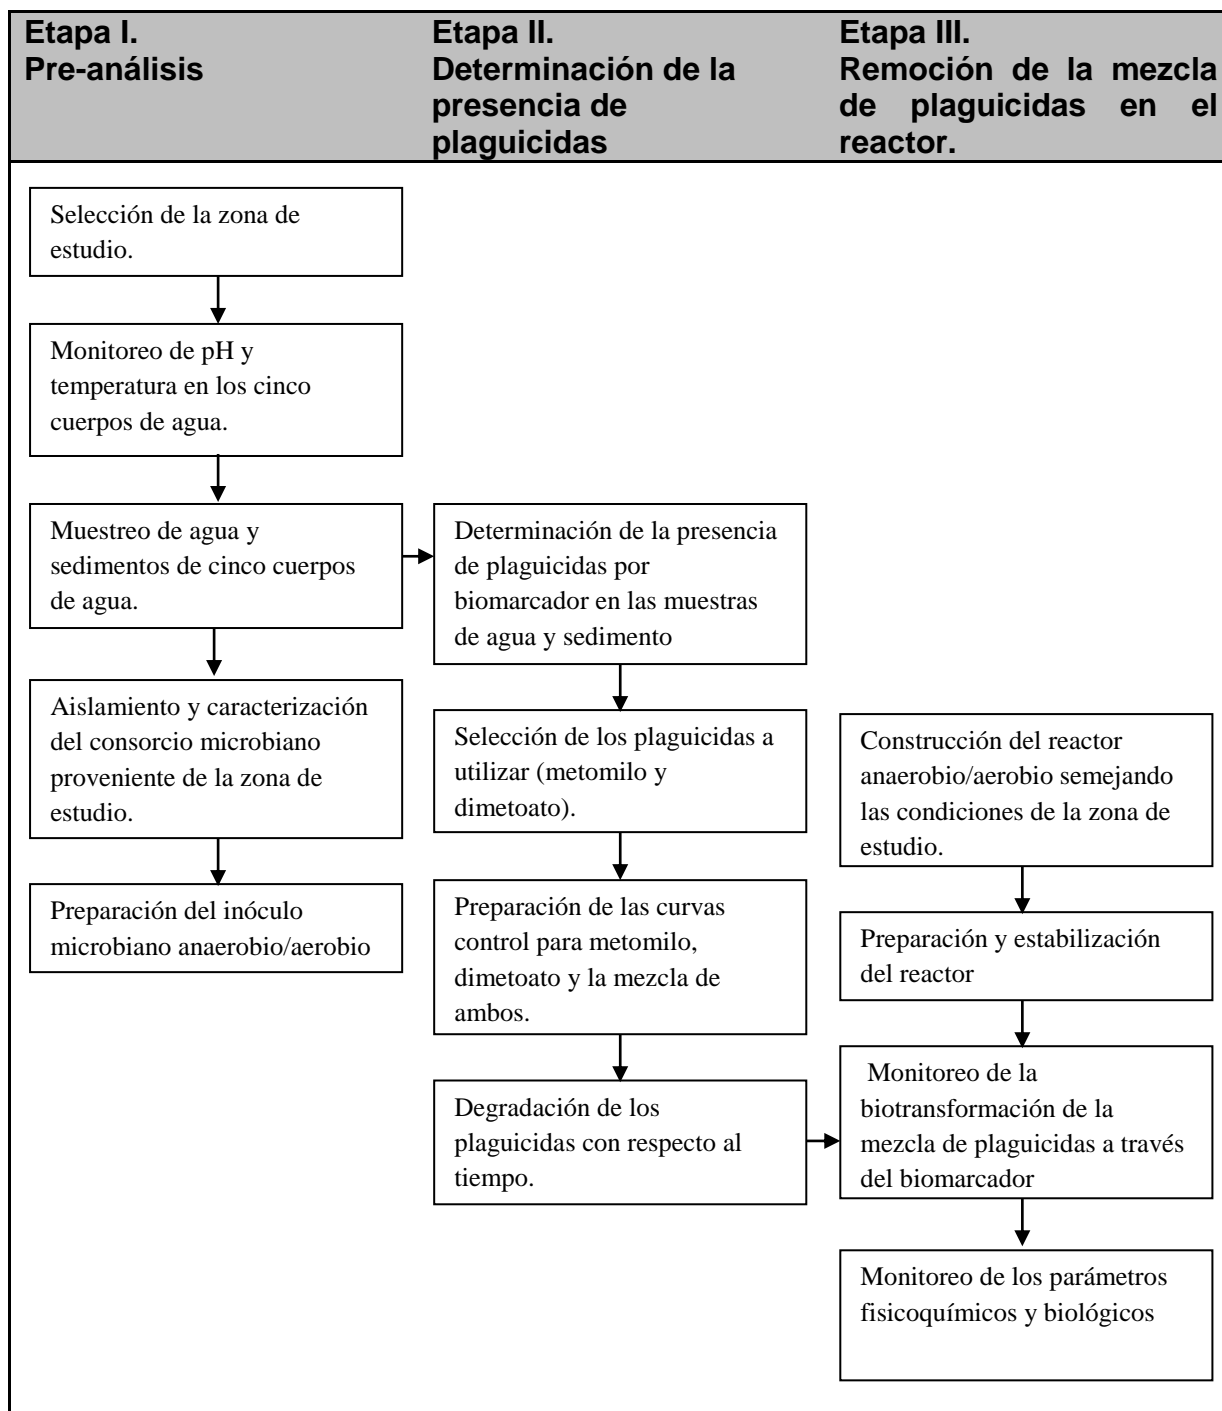 Etapa I.
Pre-análisis
Etapa II.
Determinación de la
presencia de
plaguicidas
Etapa III.
Remoción de la mezcla
de plaguicidas en el
reactor.
Selección de la zona de
estudio.
Monitoreo de pH y
temperatura en los cinco
cuerpos de agua.
Muestreo de agua y
sedimentos de cinco cuerpos
de agua.
Aislamiento y caracterización
del consorcio microbiano
proveniente de la zona de
estudio.
Preparación del inóculo
microbiano anaerobio/aerobio
Determinación de la presencia
de plaguicidas por
biomarcador en las muestras
de agua y sedimento
Selección de los plaguicidas a
utilizar (metomilo y
dimetoato).
Preparación de las curvas
control para metomilo,
dimetoato y la mezcla de
ambos.
Degradación de los
plaguicidas con respecto al
tiempo.
Construcción del reactor
anaerobio/aerobio semejando
las condiciones de la zona de
estudio.
Preparación y estabilización
del reactor
Monitoreo de la
biotransformación de la
mezcla de plaguicidas a través
del biomarcador
Monitoreo de los parámetros
fisicoquímicos y biológicos